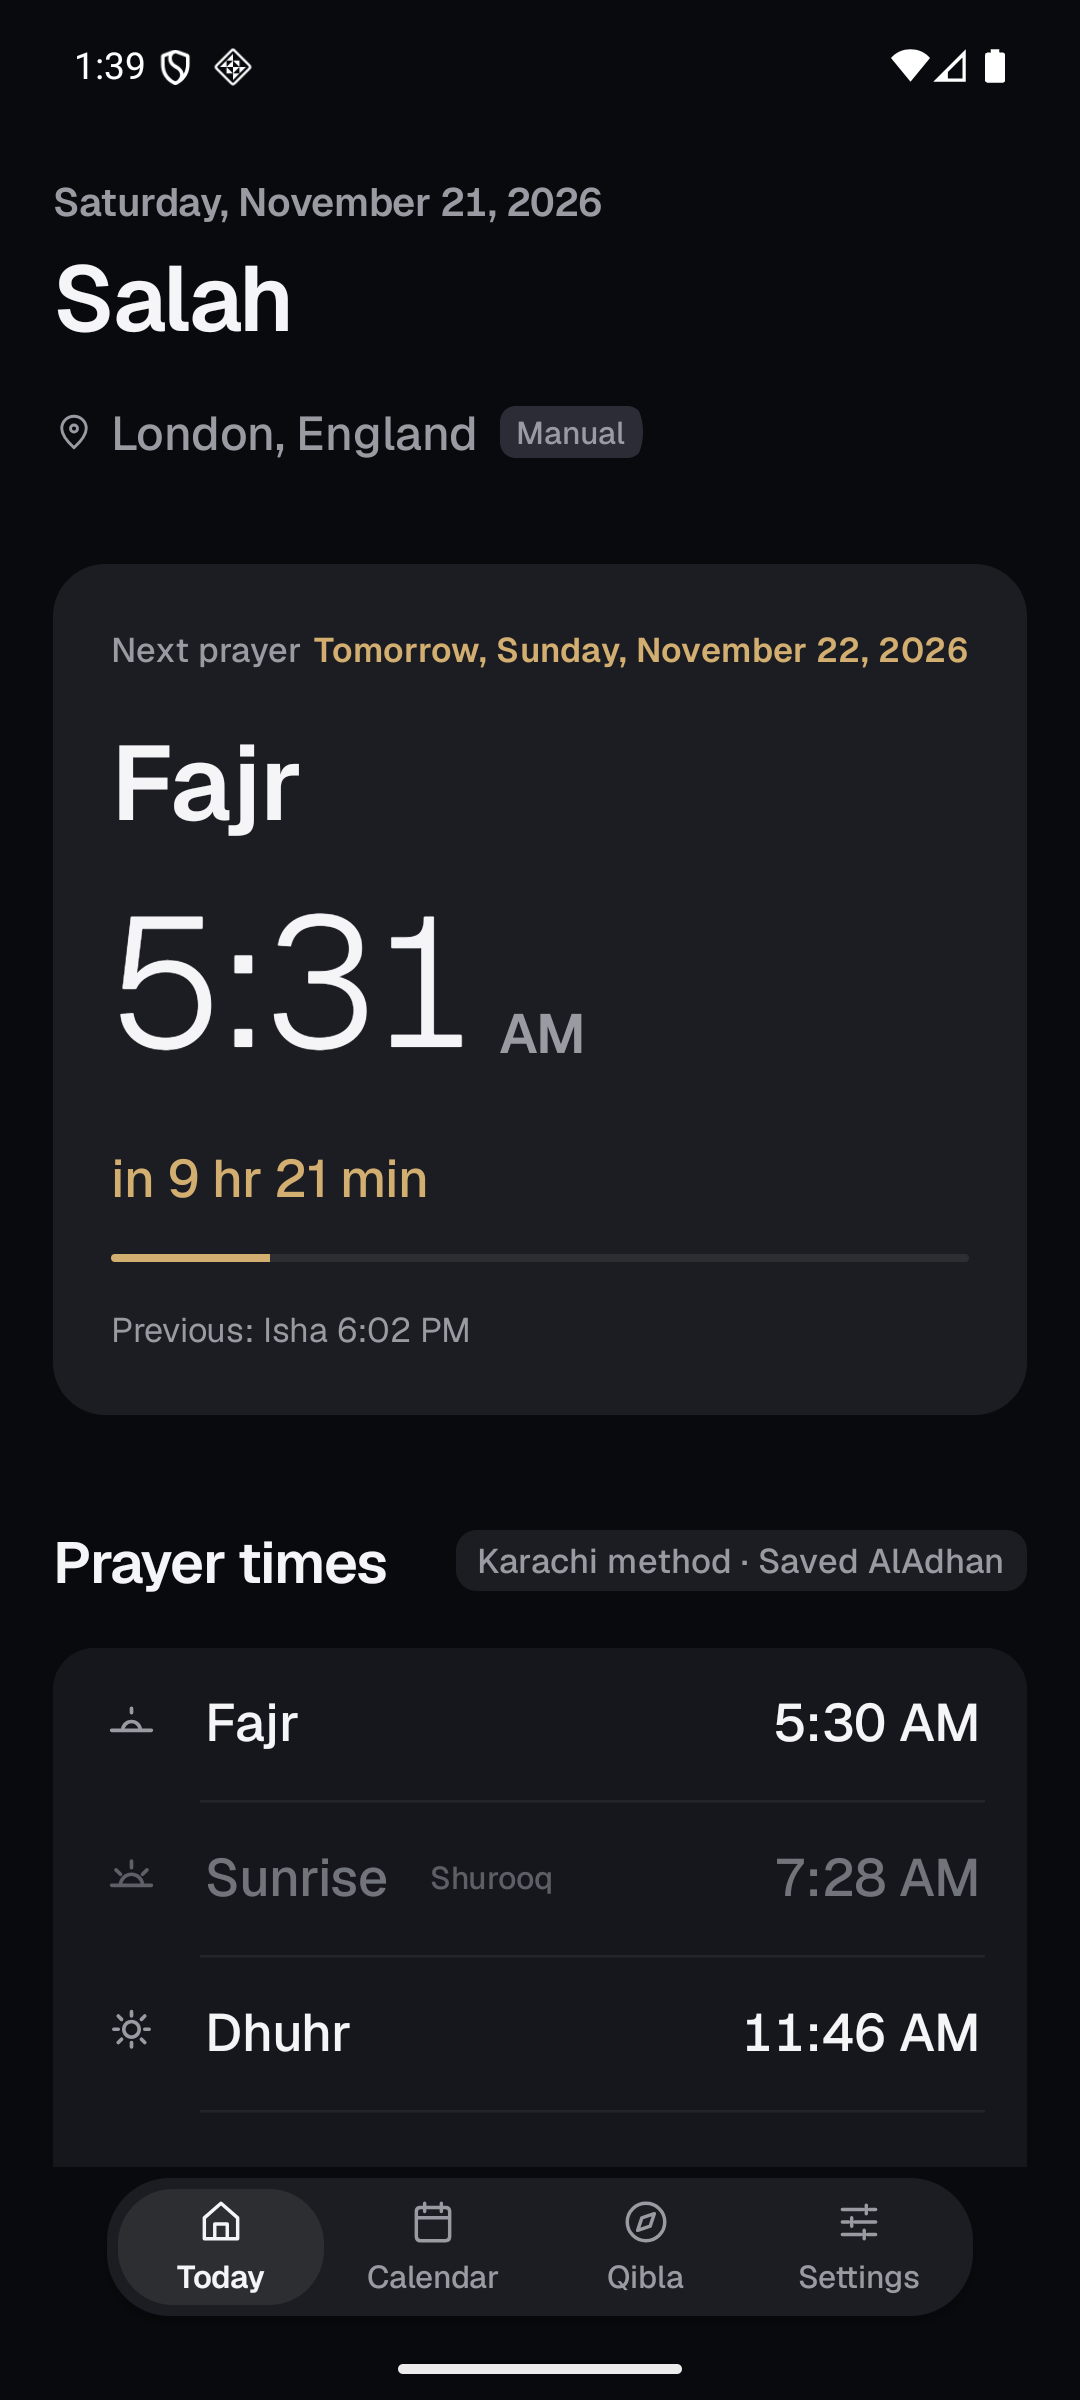 1:39
Saturday, November 21, 2026
Salah
London, England Manual
Next prayer Tomorrow, Sunday, November 22, 2026
Fajr
5:31 AM
in 9 hr 21 min
Previous: Isha 6:02 PM
Prayer times Karachi method · Saved AlAdhan
Fajr 5:30 AM
Sunrise Shurooq 7:28 AM
Dhuhr 11:46 AM
Today Calendar Qibla Settings